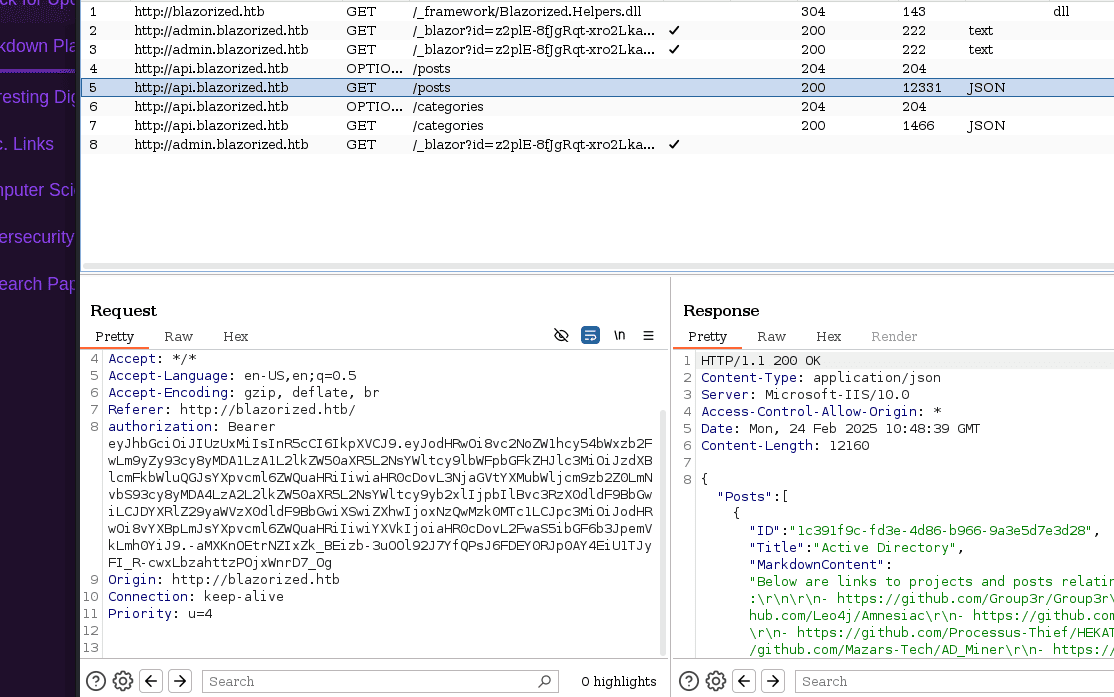 ck for Upd
1 http://blazorized.htb GET /_framework/Blazorized.Helpers.dll 304 143 dll
2 http://admin.blazorized.htb GET /_blazor?id=z2plE-8fJgRqt-xro2Lka... ✓ 200 222 text
kdown Pla
3 http://admin.blazorized.htb GET /_blazor?id=z2plE-8fJgRqt-xro2Lka... ✓ 200 222 text
4 http://api.blazorized.htb OPTIO... /posts 204 204
5 http://api.blazorized.htb GET /posts 200 12331 JSON
resting Dig
6 http://api.blazorized.htb OPTIO... /categories 204 204
7 http://api.blazorized.htb GET /categories 200 1466 JSON
c. Links
8 http://admin.blazorized.htb GET /_blazor?id=z2plE-8fJgRqt-xro2Lka... ✓
nputer Sci
ersecurity
earch Pap
Request
Pretty Raw Hex \n
4 Accept: */*
5 Accept-Language: en-US,en;q=0.5
6 Accept-Encoding: gzip, deflate, br
7 Referer: http://blazorized.htb/
8 authorization: Bearer
eyJhbGciOiJIUzUxMiIsInR5cCI6IkpXVCJ9.eyJodHRwOi8vc2NoZW1hcy54bWxzb2F
wLm9yZy93cy8yMDA1LzA1L2lkZW50aXR5L2NsYWltcy9lbWFpbGFkZHJlc3MiOiJzdXB
lcmFkbWluQGJsYXpvcml6ZWQuaHRiIiwiaHR0cDovL3NjaGVtYXMubWljcm9zb2Z0LmN
vbS93cy8yMDA4LzA2L2lkZW50aXR5L2NsYWltcy9yb2xlIjpbIlBvc3RzX0dldF9BbGw
iLCJDYXRlZ29yaWVzX0dldF9BbGwiXSwiZXhwIjoxNzQwMzk0MTc1LCJpc3MiOiJodHR
wOi8vYXBpLmJsYXpvcml6ZWQuaHRiIiwiYXVkIjoiaHR0cDovL2FwaS5ibGF6b3JpemV
kLmh0YiJ9.-aMXKnOEtrNZIxZk_BEizb-3uOOl92J7YfQPsJ6FDEY0RJp0AY4EiU1TJy
FI_R-cwxLbzahttzPOjxWnrD7_Og
9 Origin: http://blazorized.htb
10 Connection: keep-alive
11 Priority: u=4
12
13
Search 0 highlights
Response
Pretty Raw Hex Render
1 HTTP/1.1 200 OK
2 Content-Type: application/json
3 Server: Microsoft-IIS/10.0
4 Access-Control-Allow-Origin: *
5 Date: Mon, 24 Feb 2025 10:48:39 GMT
6 Content-Length: 12160
7
8 {
"Posts":[
{
"ID":"1c391f9c-fd3e-4d86-b966-9a3e5d7e3d28",
"Title":"Active Directory",
"MarkdownContent":
"Below are links to projects and posts relatin
:\r\n\r\n- https://github.com/Group3r/Group3r\
hub.com/Leo4j/Amnesiac\r\n- https://github.com
\r\n- https://github.com/Processus-Thief/HEKAT
/github.com/Mazars-Tech/AD_Miner\r\n- https://
Search